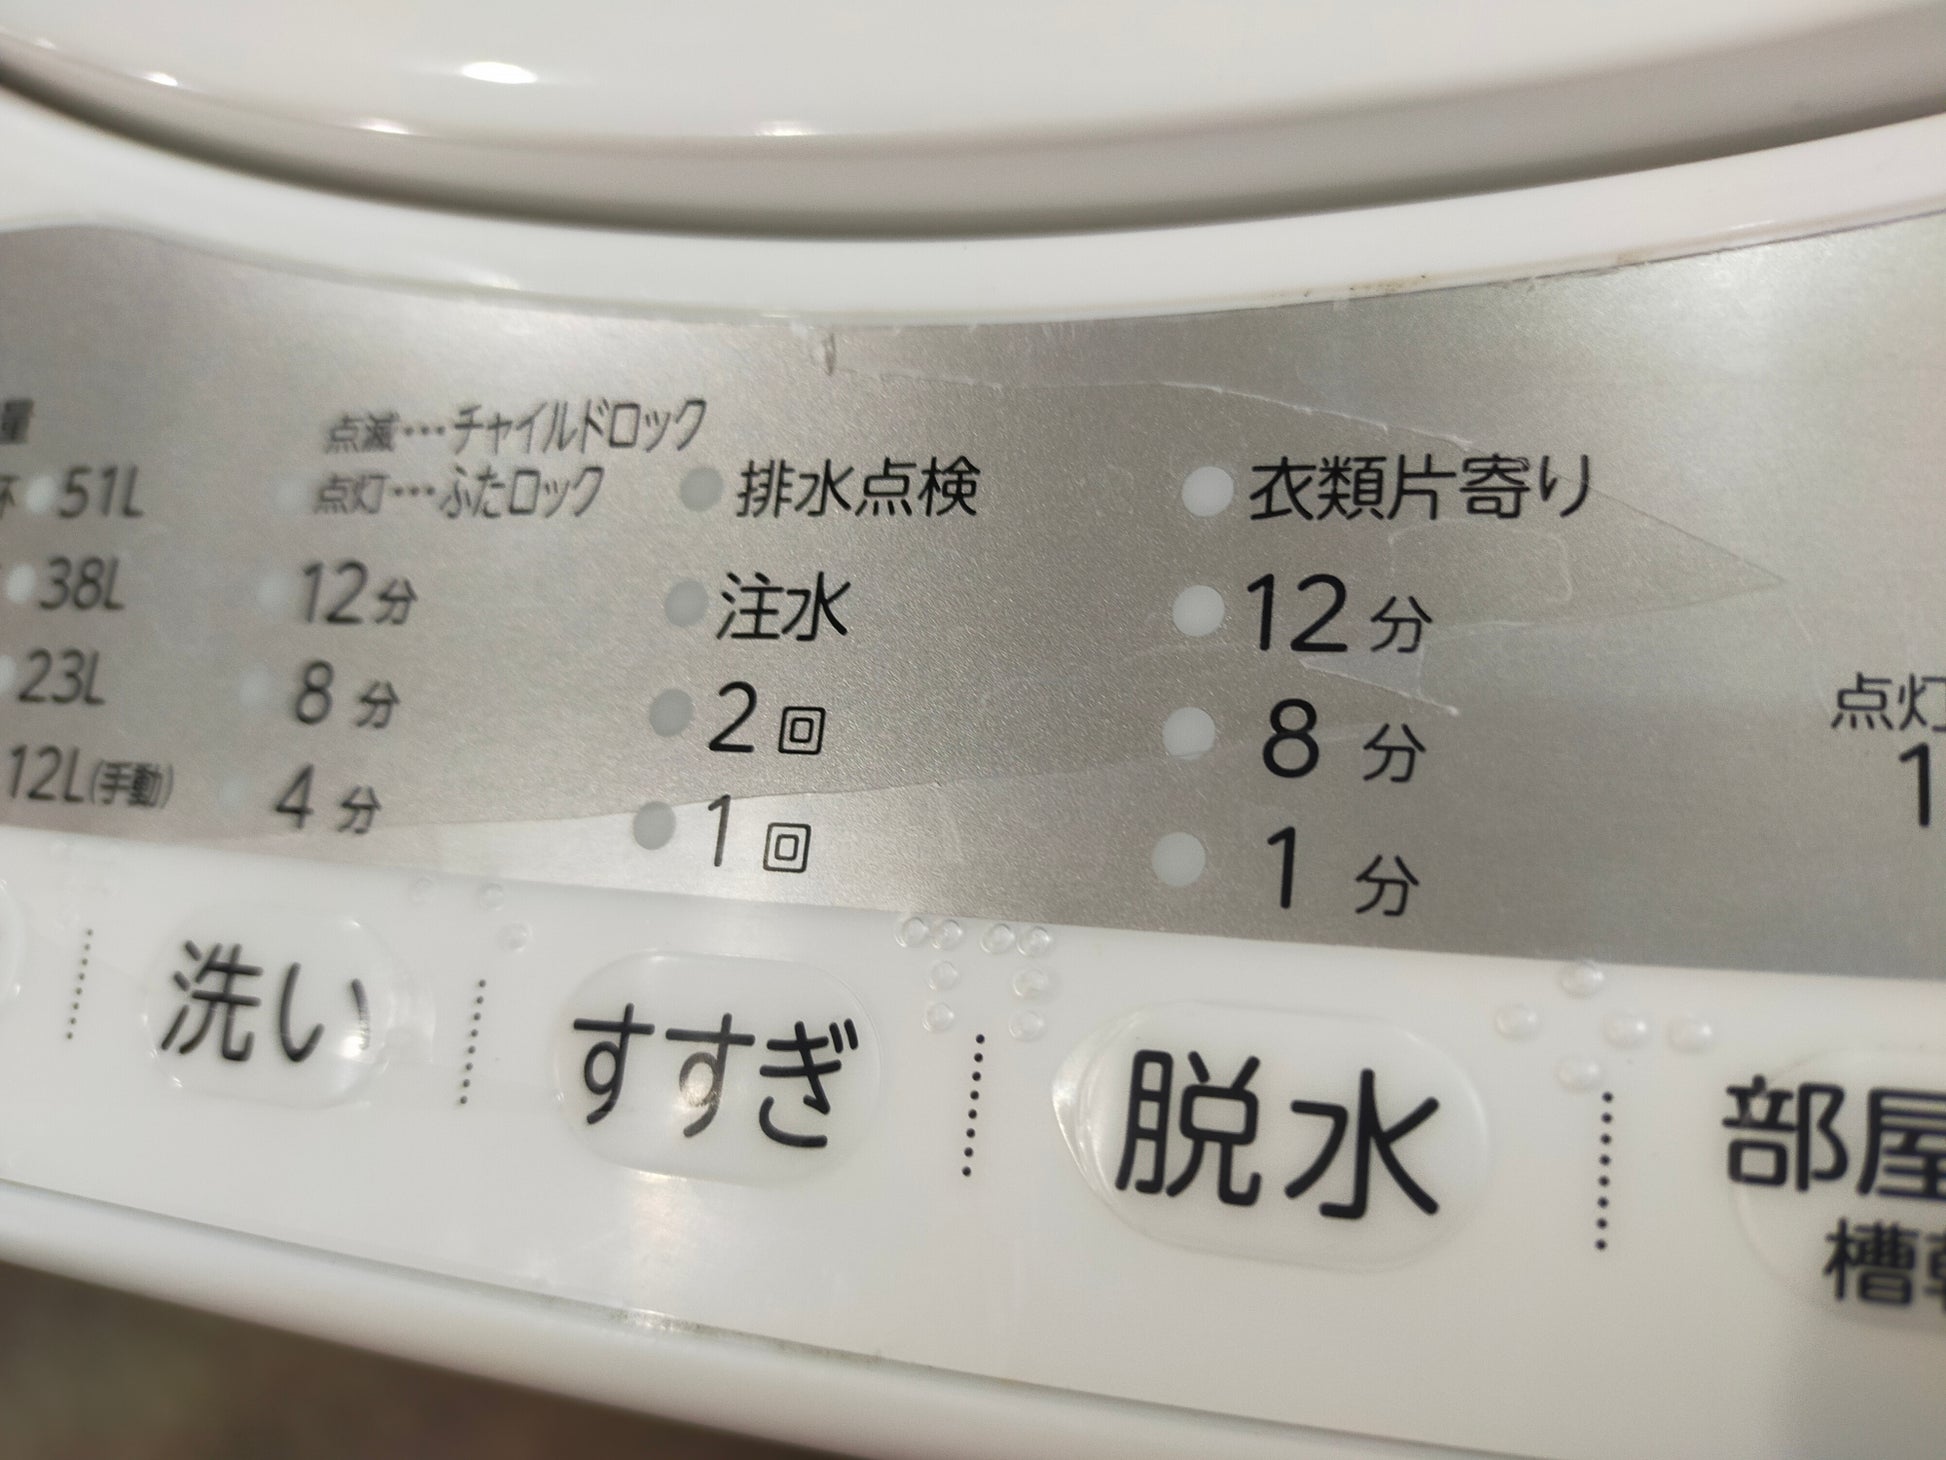 量
51L
38L
23L
12L(手動)
点滅…チャイルドロック
点灯…ふたロック
12分
8分
4分
排水点検
注水
2回
1回
衣類片寄り
12分
8分
1分
点灯
1
洗い
すすぎ
脱水
部屋
槽